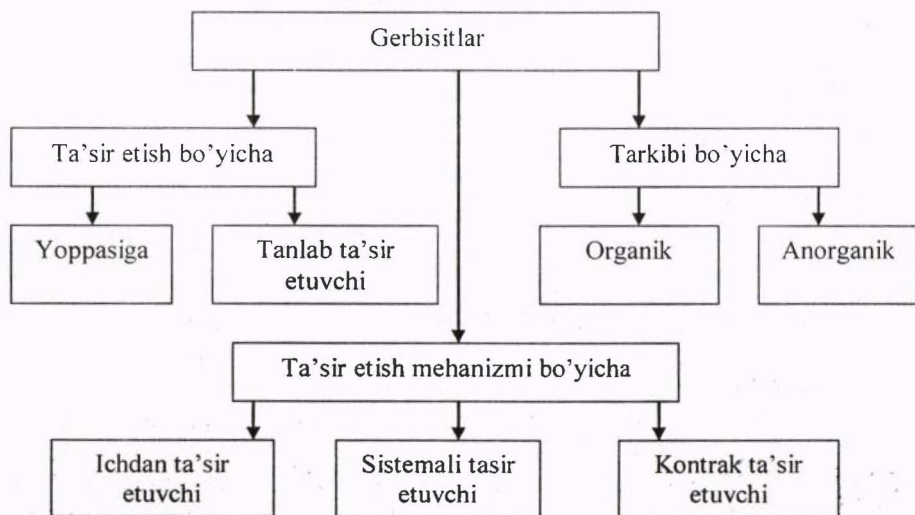 Gerbisitlar
Ta’sir etish bo’yicha
Tarkibi bo‘yicha
Yoppasiga
Tanlab ta’sir
etuvchi
Organik
Anorganik
Ta’sir etish mehanizmi bo’yicha
Ichdan ta’sir
etuvchi
Sistemali tasir
etuvchi
Kontrak ta’sir
etuvchi